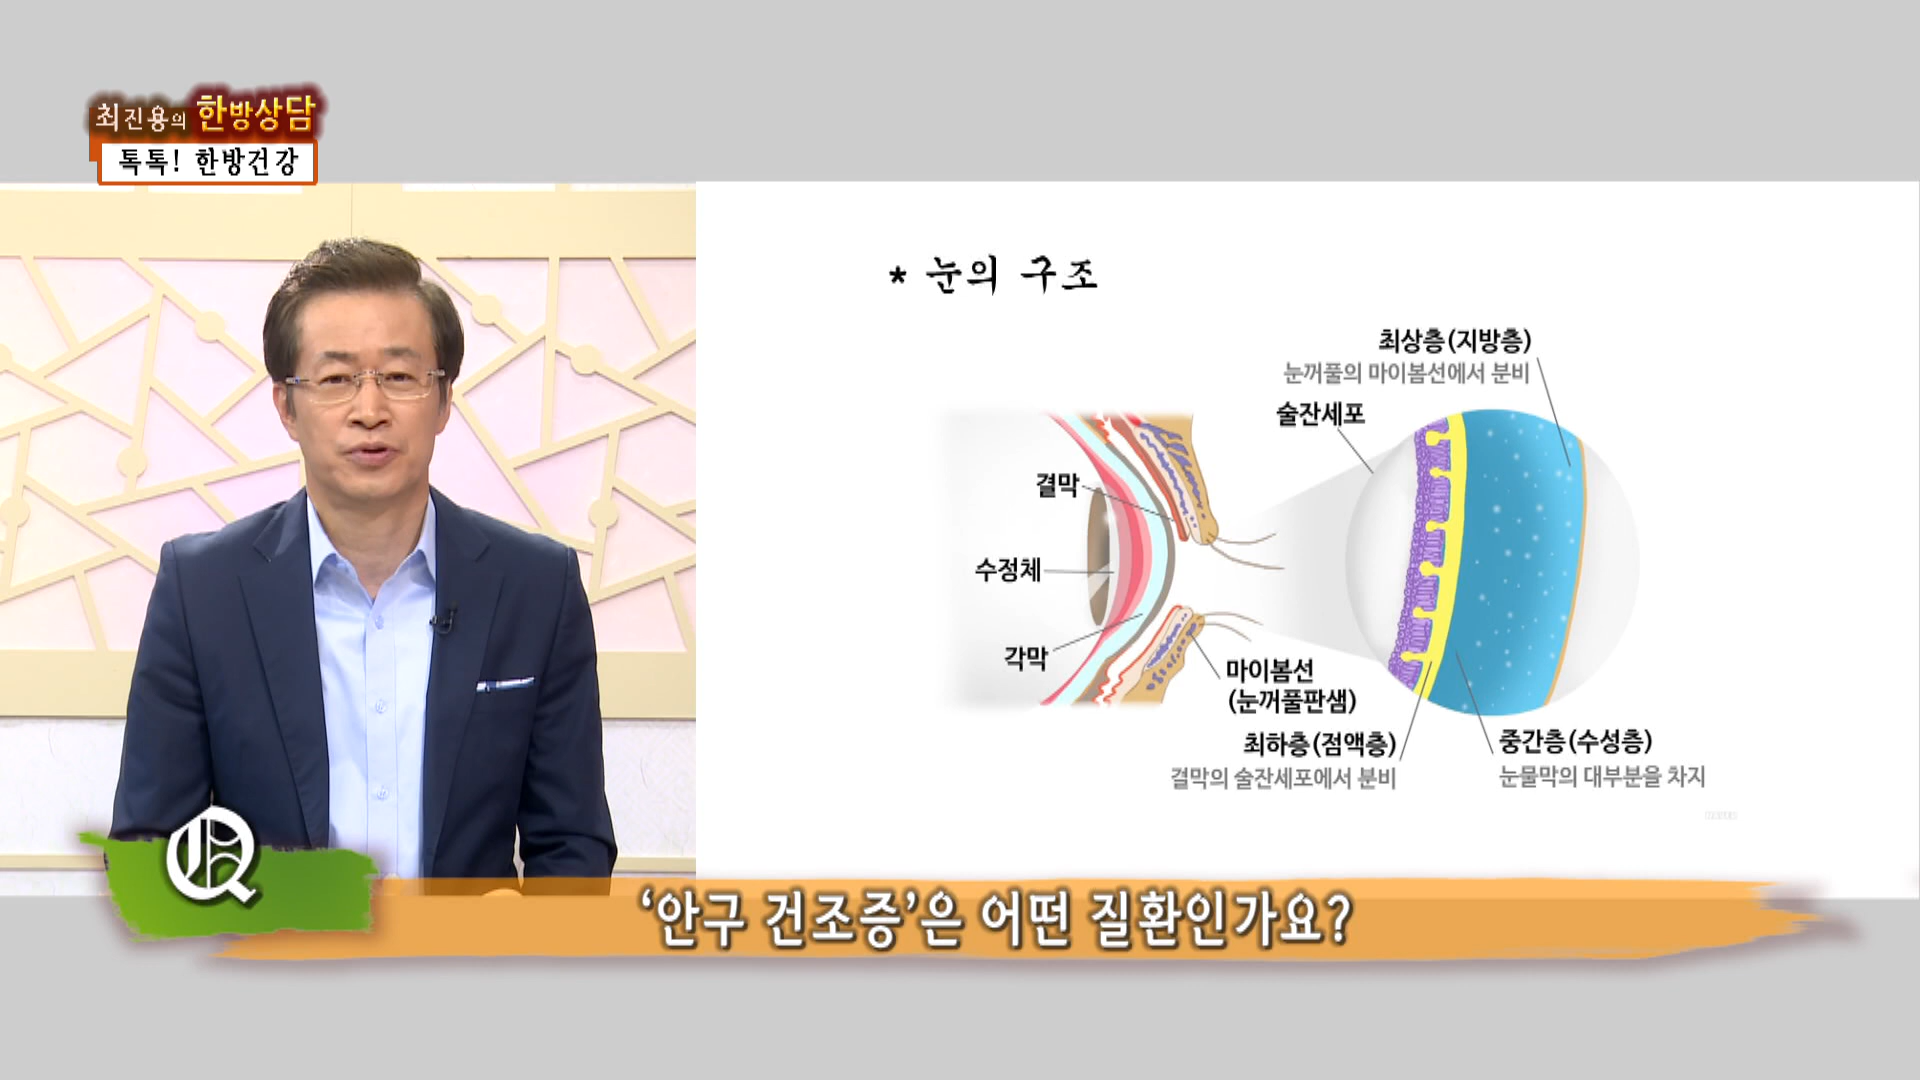 최진용의 한방상담
톡톡! 한방건강
* 눈의 구조
최상층(지방층)
눈꺼풀의 마이봄선에서 분비
술잔세포
결막
수정체
각막
마이봄선
(눈꺼풀판샘)
최하층(점액층)
결막의 술잔세포에서 분비
중간층(수성층)
눈물막의 대부분을 차지
Q
‘안구 건조증’은 어떤 질환인가요?